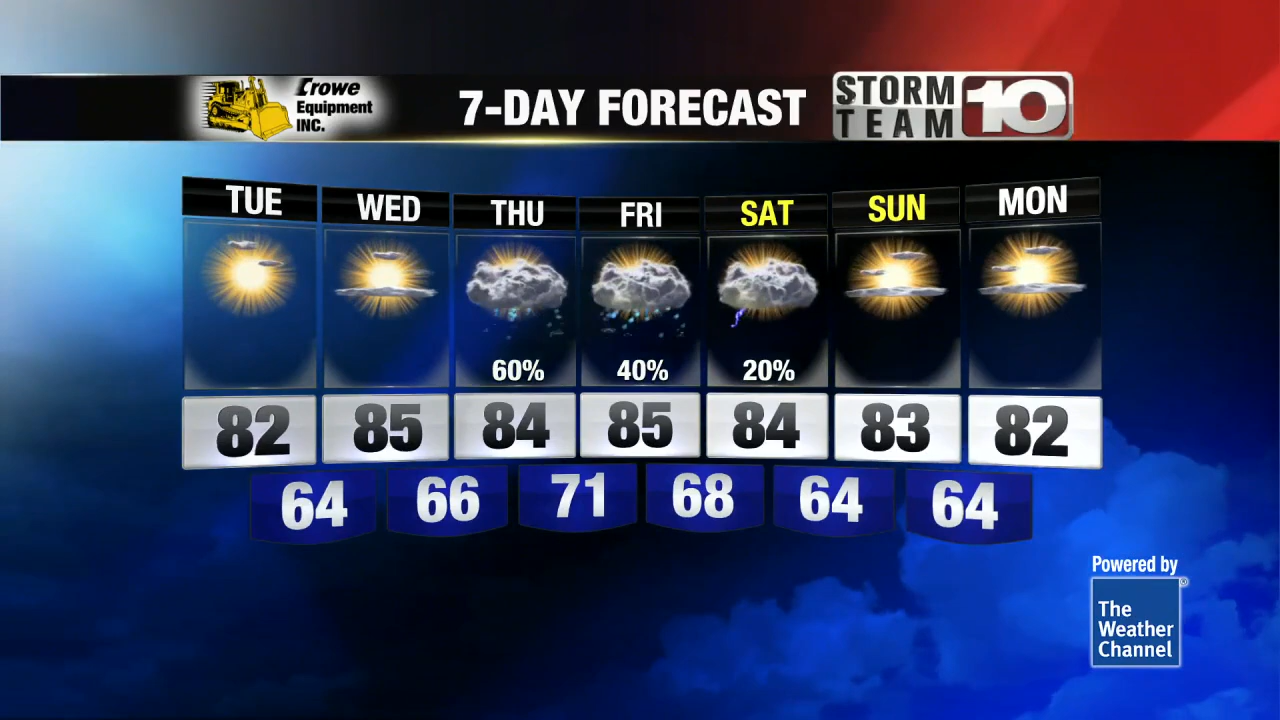 Crowe
Equipment
INC.
7-DAY FORECAST
STORM
TEAM
10
TUE WED THU FRI SAT SUN MON
60% 40% 20%
82 85 84 85 84 83 82
64 66 71 68 64 64
Powered by
The
Weather
Channel®